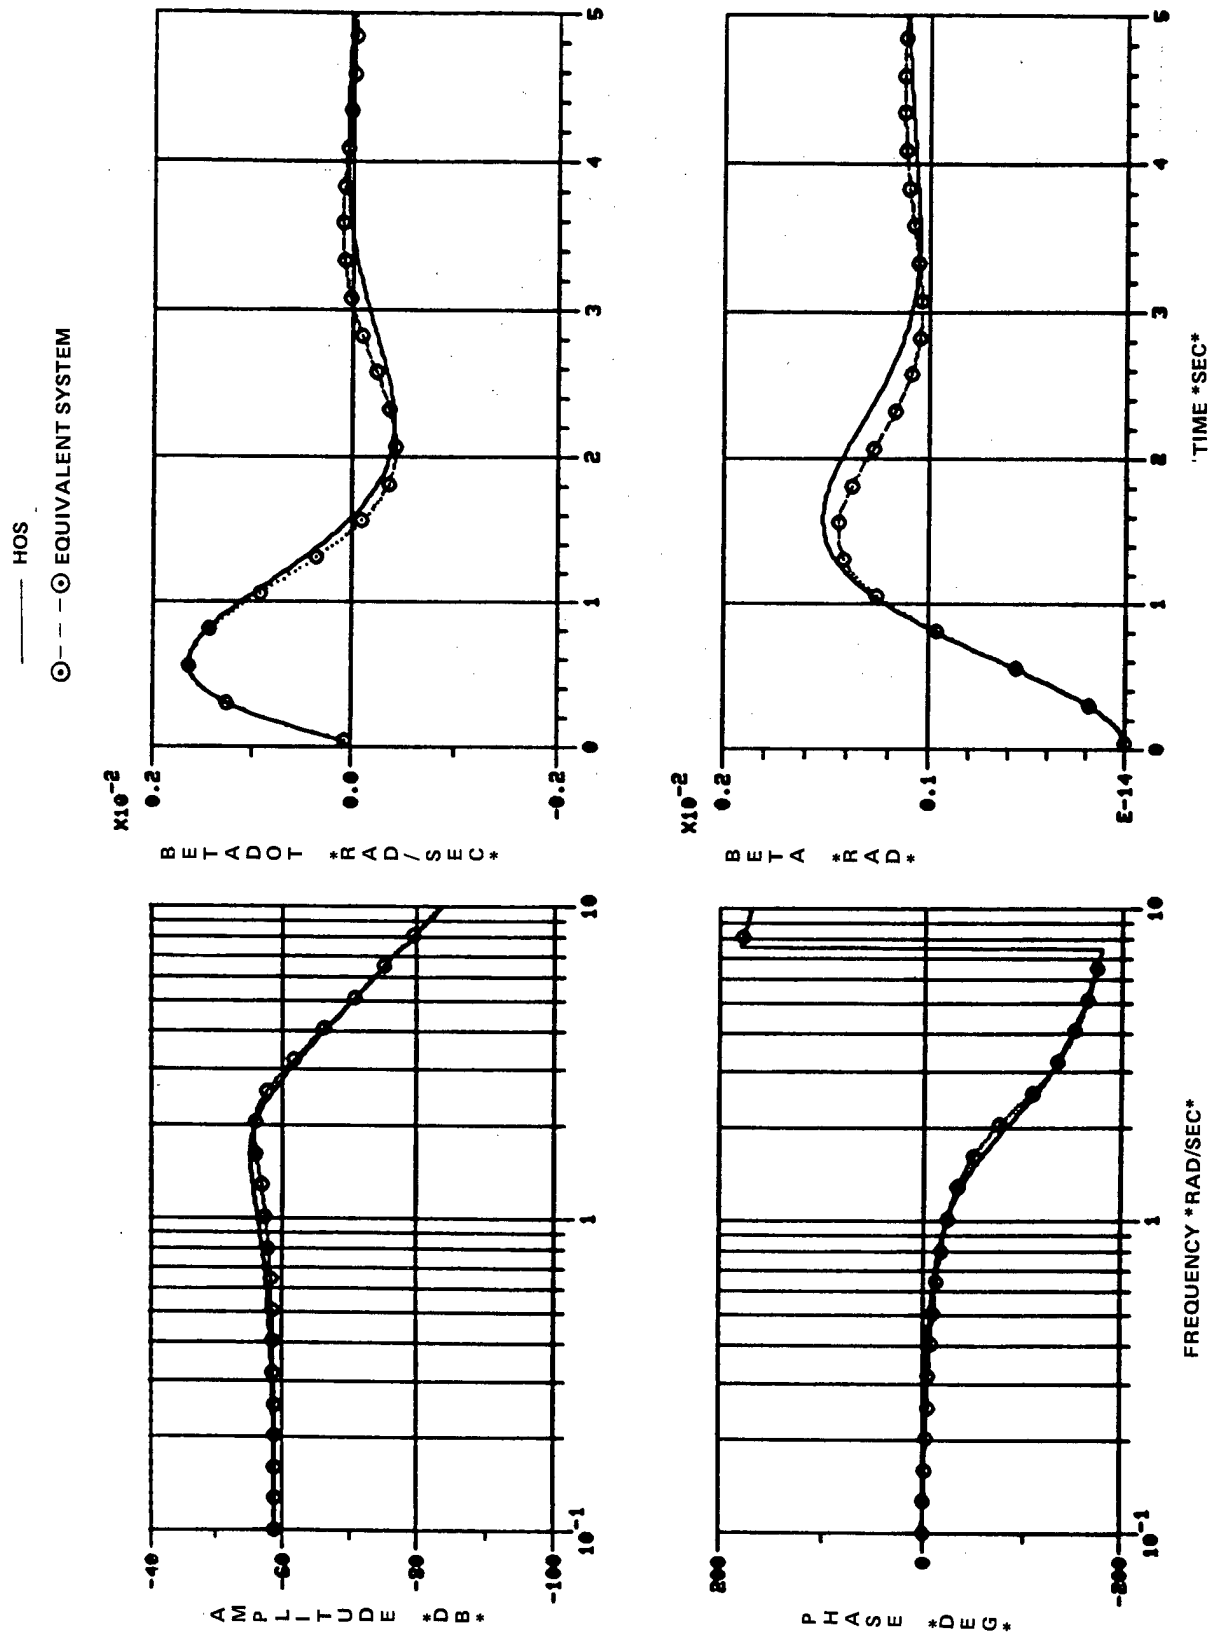 HOS
EQUIVALENT SYSTEM
AMPLITUDE *DB*
-40
-60
-80
-100
10-1
1
10
X10-2
BETADOT *RAD/SEC*
0.2
0.0
-0.2
0
1
2
3
4
5
PHASE *DEG*
200
0
-200
10-1
1
10
FREQUENCY *RAD/SEC*
X10-2
BETA *RAD*
0.2
0.1
E-14
0
1
2
3
4
5
TIME *SEC*